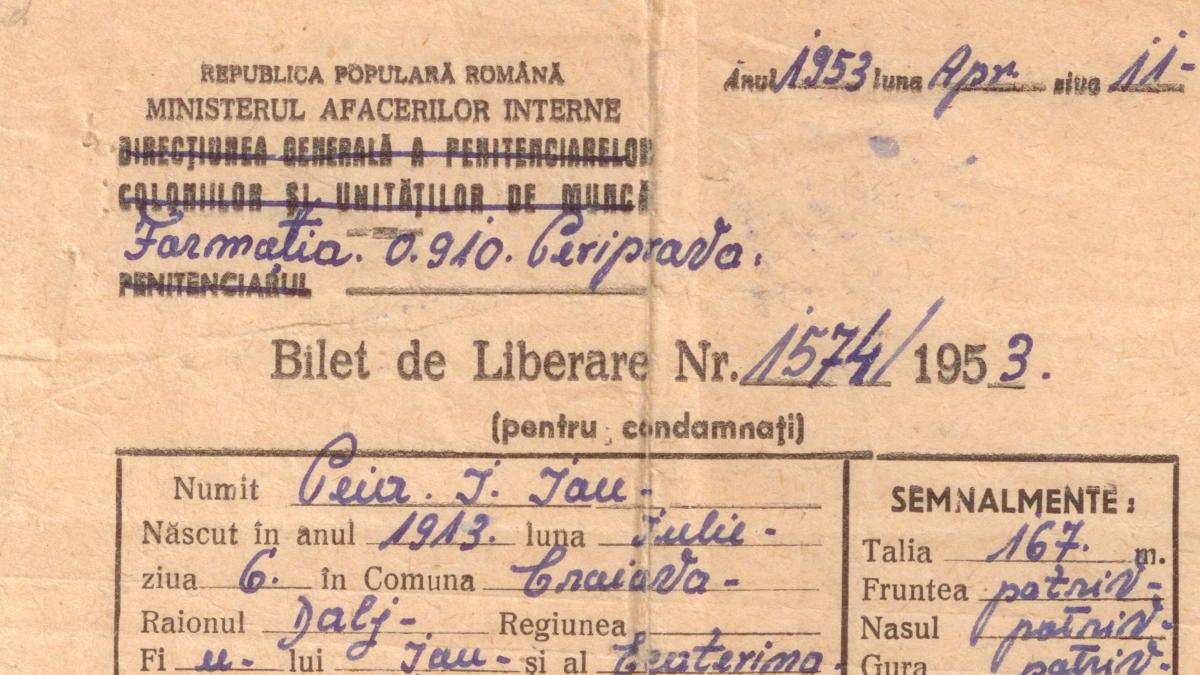 REPUBLICA POPULARĂ ROMÂNĂ
MINISTERUL AFACERILOR INTERNE
DIRECȚIUNEA GENERALĂ A PENITENCIARELOR
COLONIILOR ȘI UNITĂȚILOR DE MUNCĂ
Formația. 0.910. Periprava.
PENITENCIARUL
Anul 1953 luna Apr. ziua 11-
Bilet de Liberare Nr. 1574/1953.
(pentru condamnați)
Numit Peia. I. Ion-
Născut în anul 1913. luna Iulie-
ziua 6. în Comuna Craiova-
Raionul Dolj- Regiunea
Fi u- lui Ion- și al Ecaterina-
SEMNALMENTE:
Talia 167. m.
Fruntea potriv-
Nasul potriv-
Gura potriv-